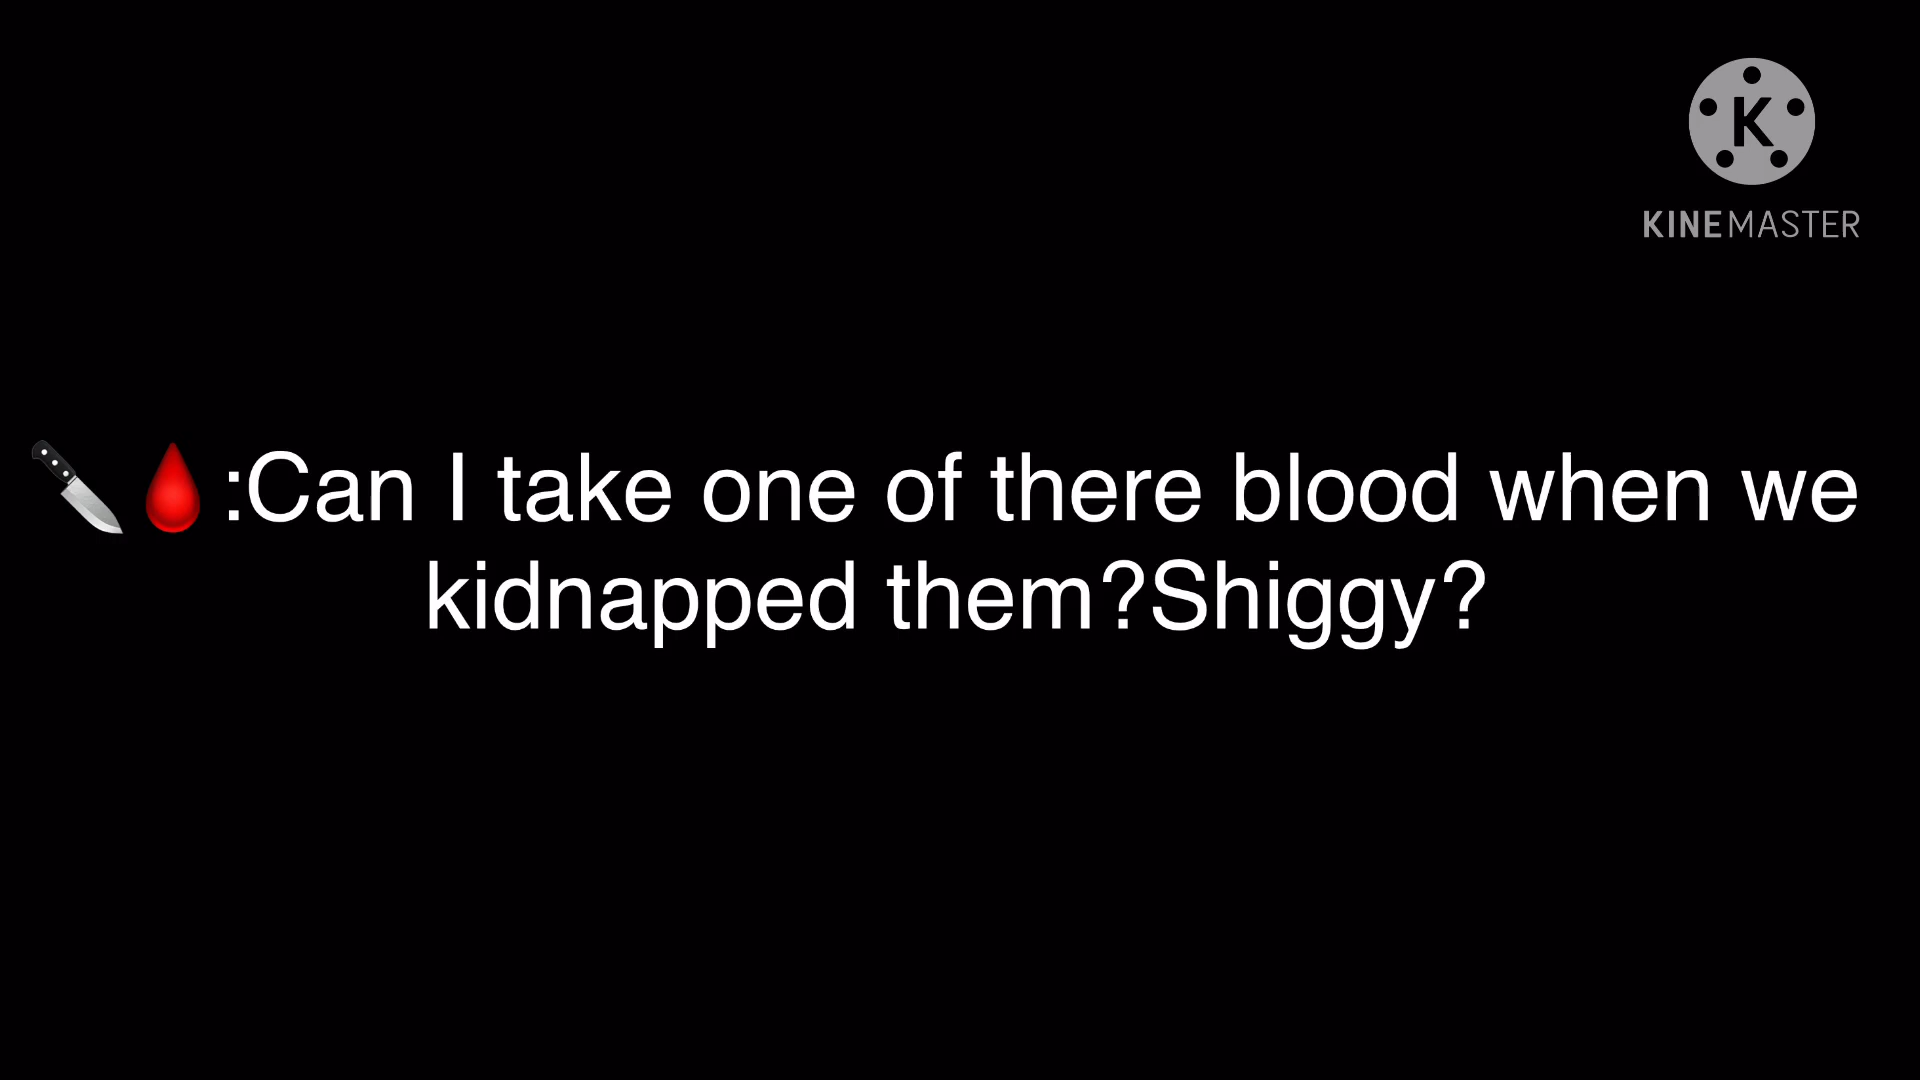 K
KINEMASTER
🔪🩸:Can I take one of there blood when we
kidnapped them?Shiggy?